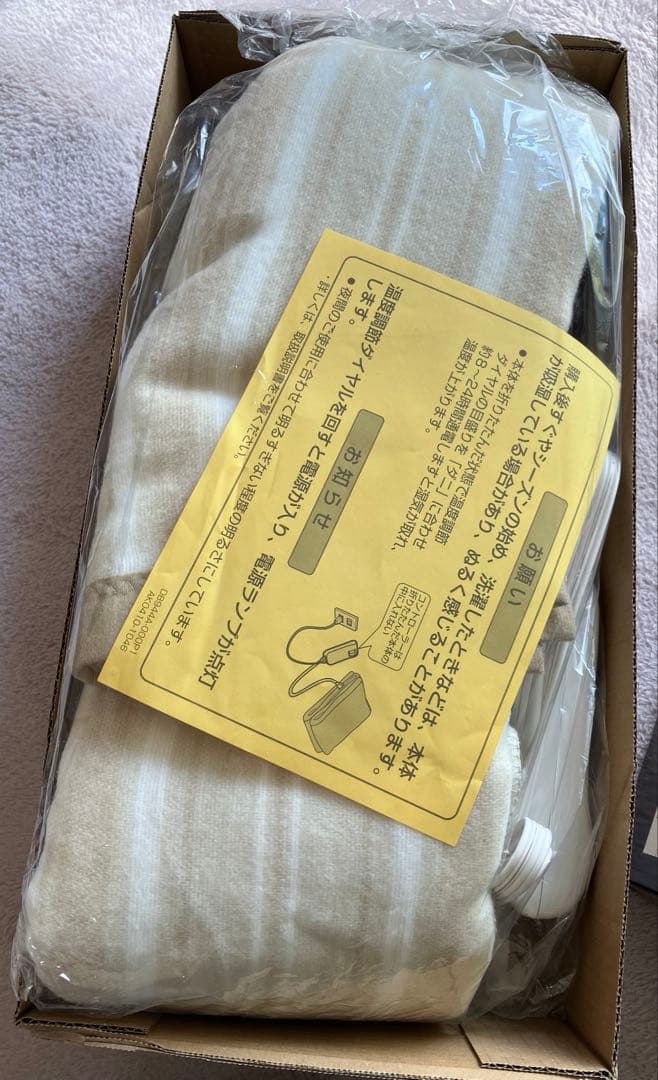 お願い
購入後すぐやシーズンの始め、洗濯したときなどは、本体
が吸湿している場合があり、ぬるく感じることがあります。
●本体を折りたたんだ状態で温度調節
ダイヤルの目盛りを「ダニ」に合わせ
約8~24時間通電しますと湿気が取れ、
温度が上がります。
コントローラーは
折りたたんだ本体の
中に入れない
お知らせ
温度調節ダイヤルを回すと電源が入り、電源ランプが点灯
します。
●夜間のご使用に合わせて明るすぎない程度の明るさにしています。
・詳しくは、取扱説明書をご覧ください。
DB944A-000P1
AK0410-1046